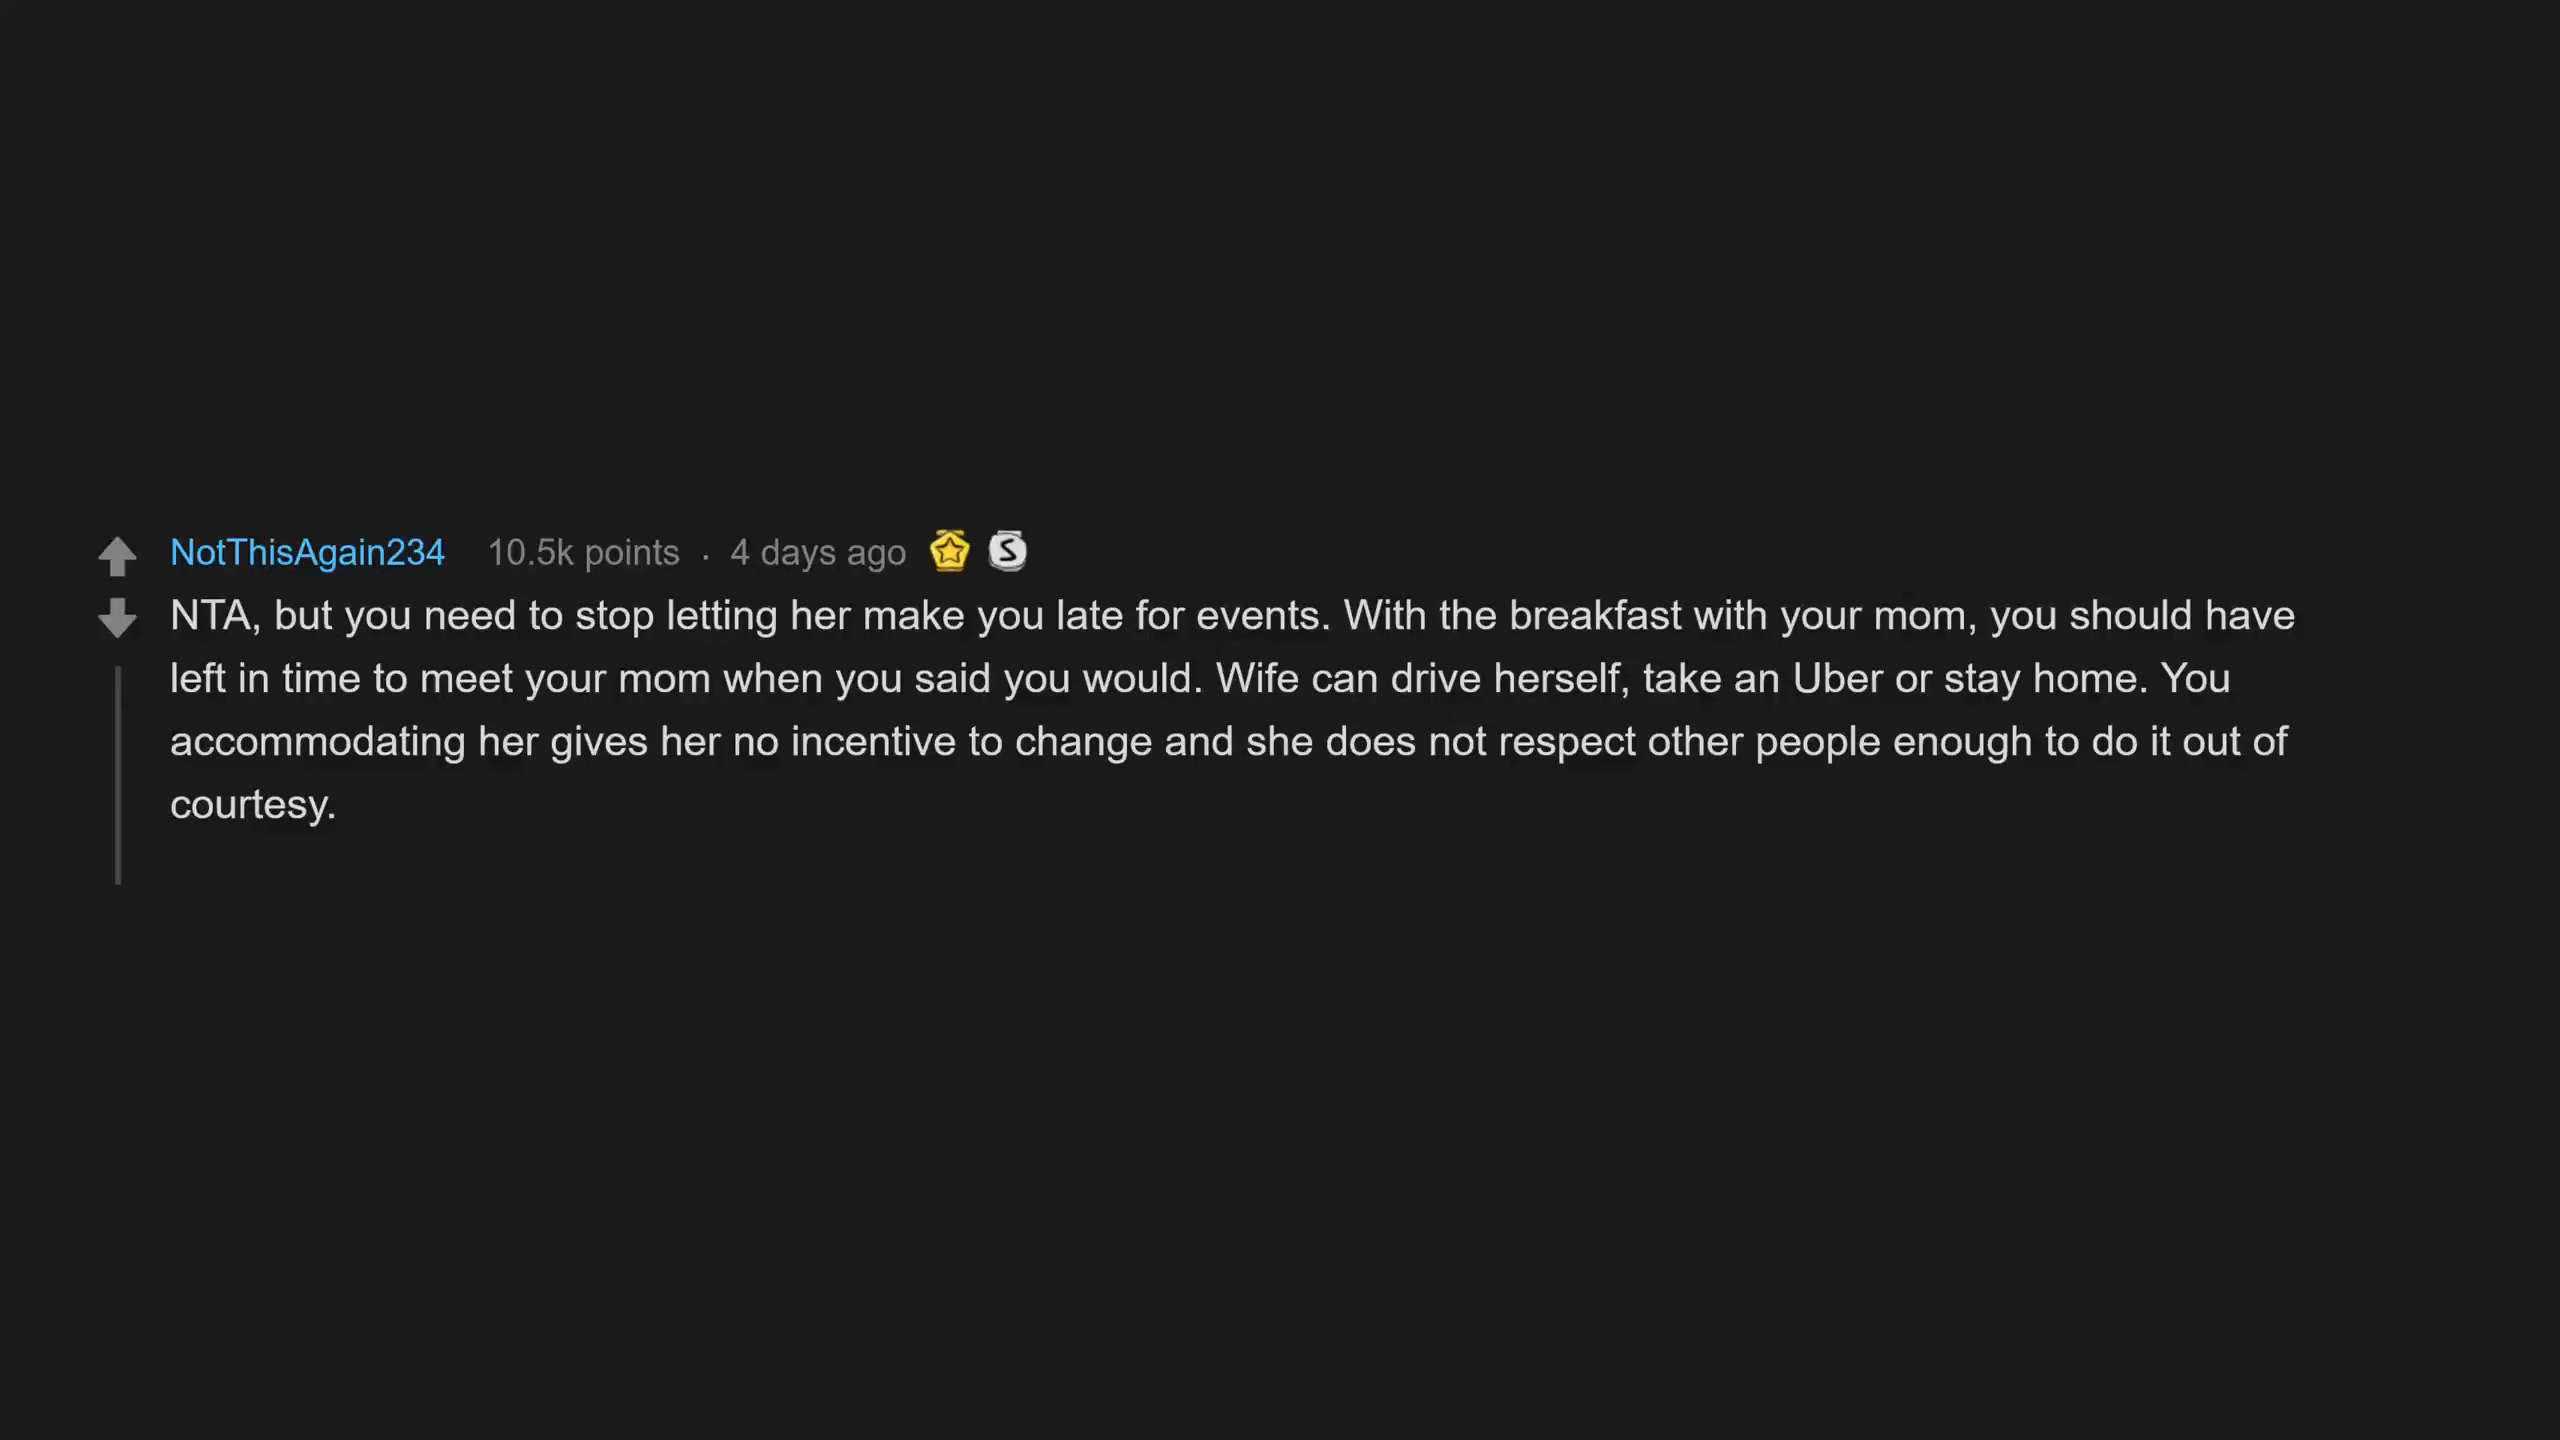 NotThisAgain234 10.5k points · 4 days ago S
NTA, but you need to stop letting her make you late for events. With the breakfast with your mom, you should have
left in time to meet your mom when you said you would. Wife can drive herself, take an Uber or stay home. You
accommodating her gives her no incentive to change and she does not respect other people enough to do it out of
courtesy.